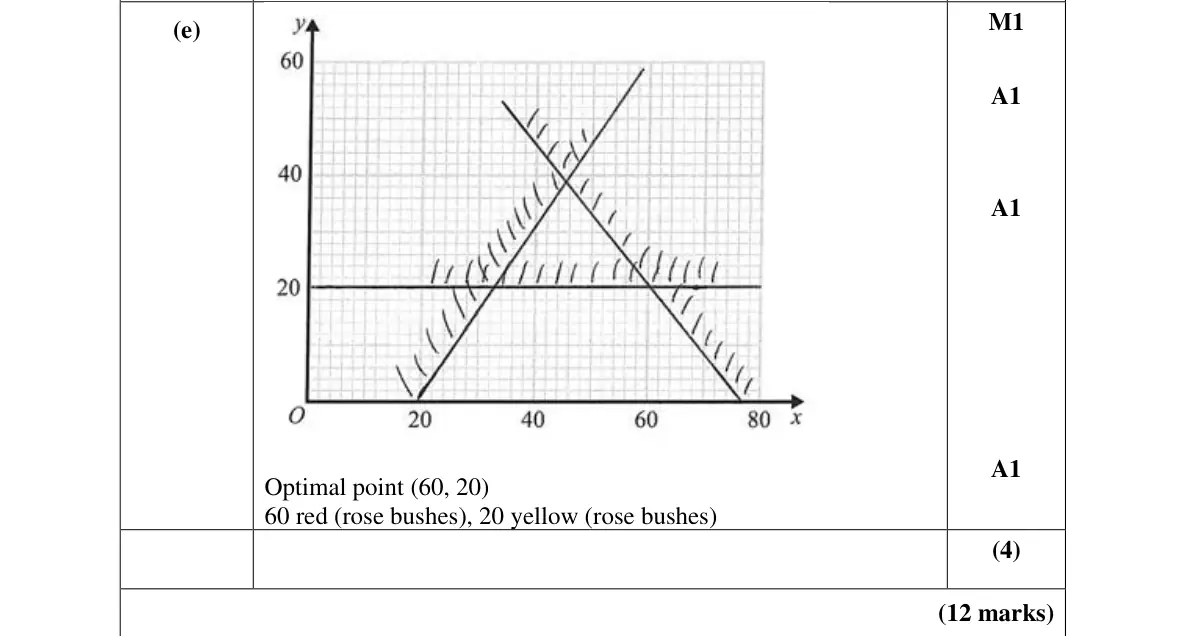 (e)
M1
y
60
A1
40
A1
20
O
20 40 60 80 x
A1
Optimal point (60, 20)
60 red (rose bushes), 20 yellow (rose bushes)
(4)
(12 marks)